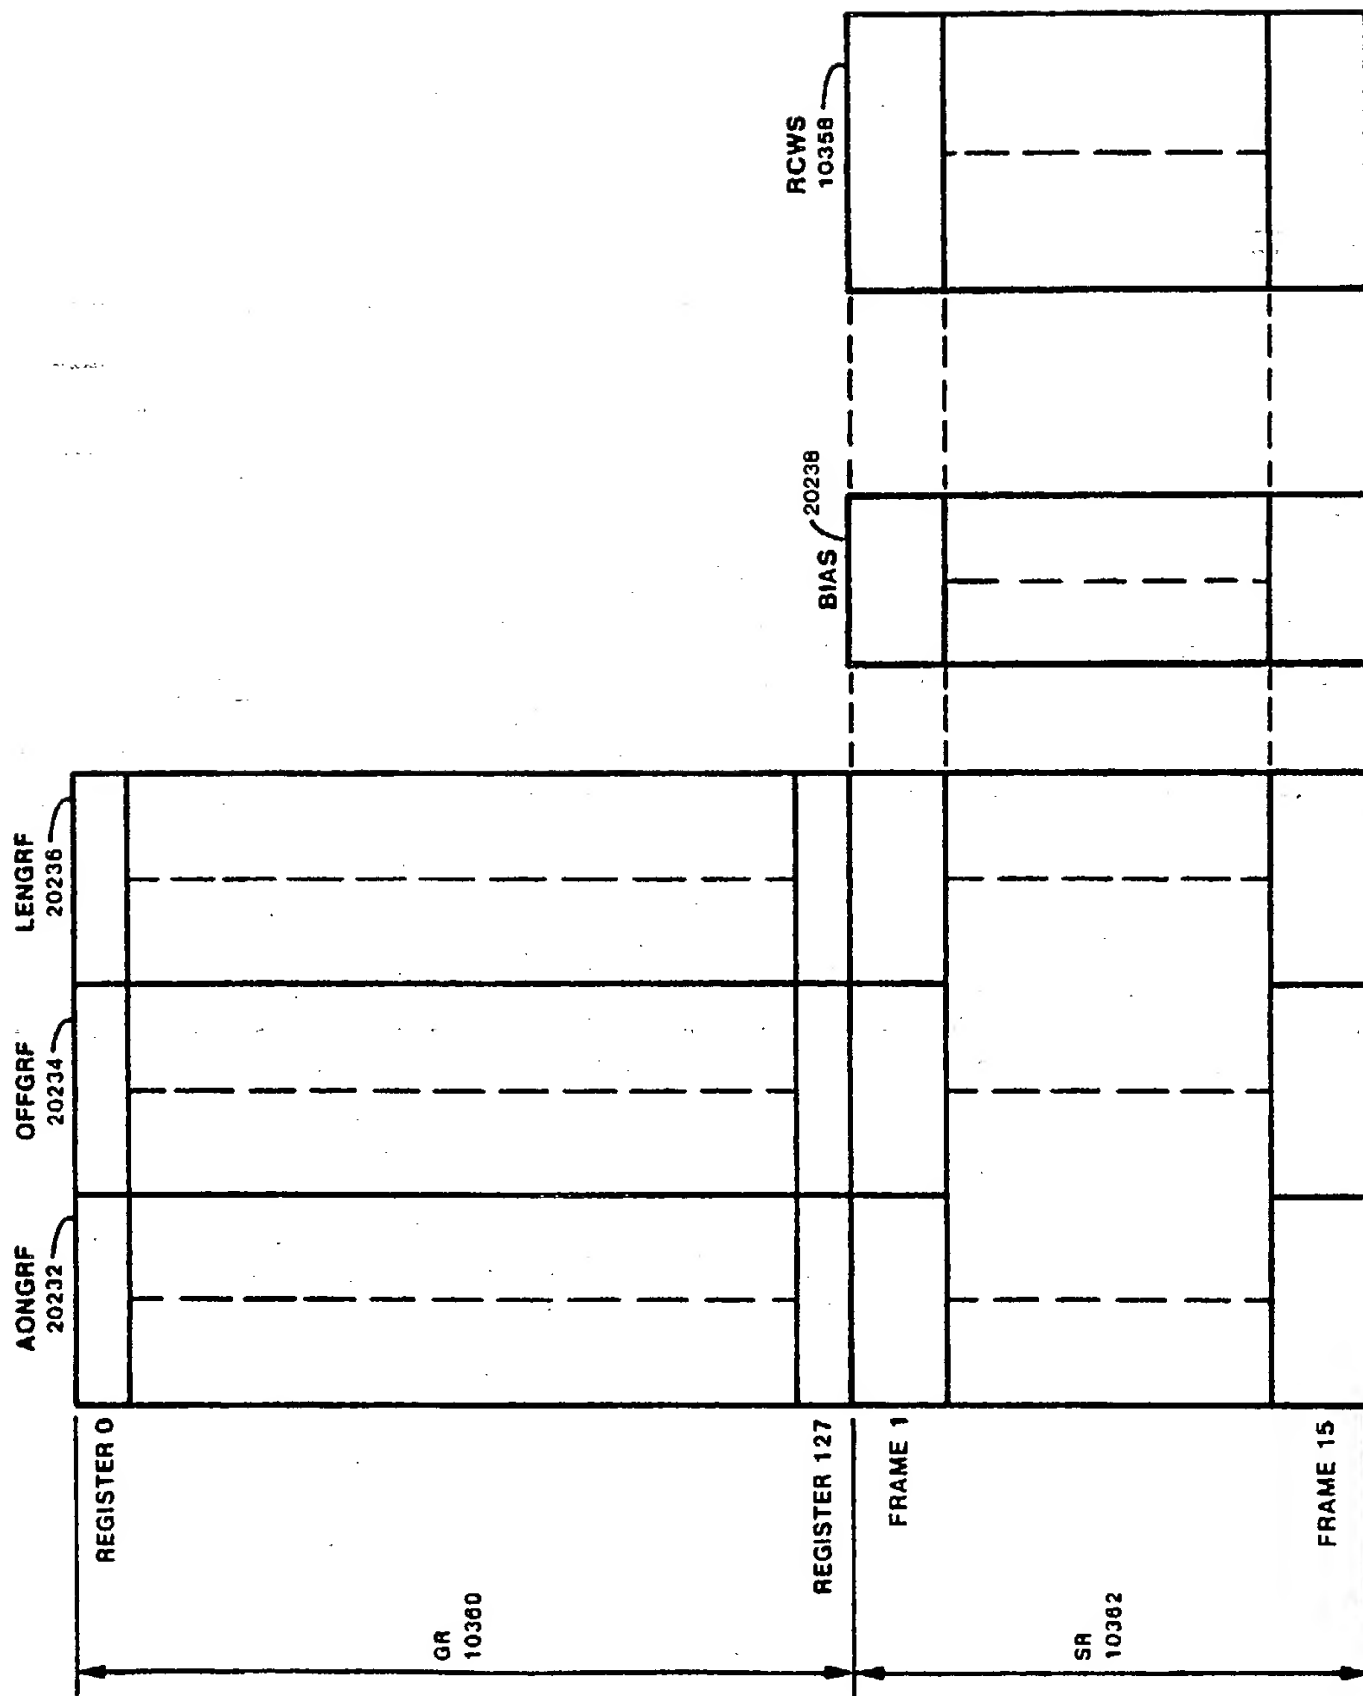 AONGRF
20232
OFFGRF
20234
LENGRF
20236
BIAS
20238
RCWS
10358
REGISTER 0
GR
10360
REGISTER 127
FRAME 1
SR
10362
FRAME 15